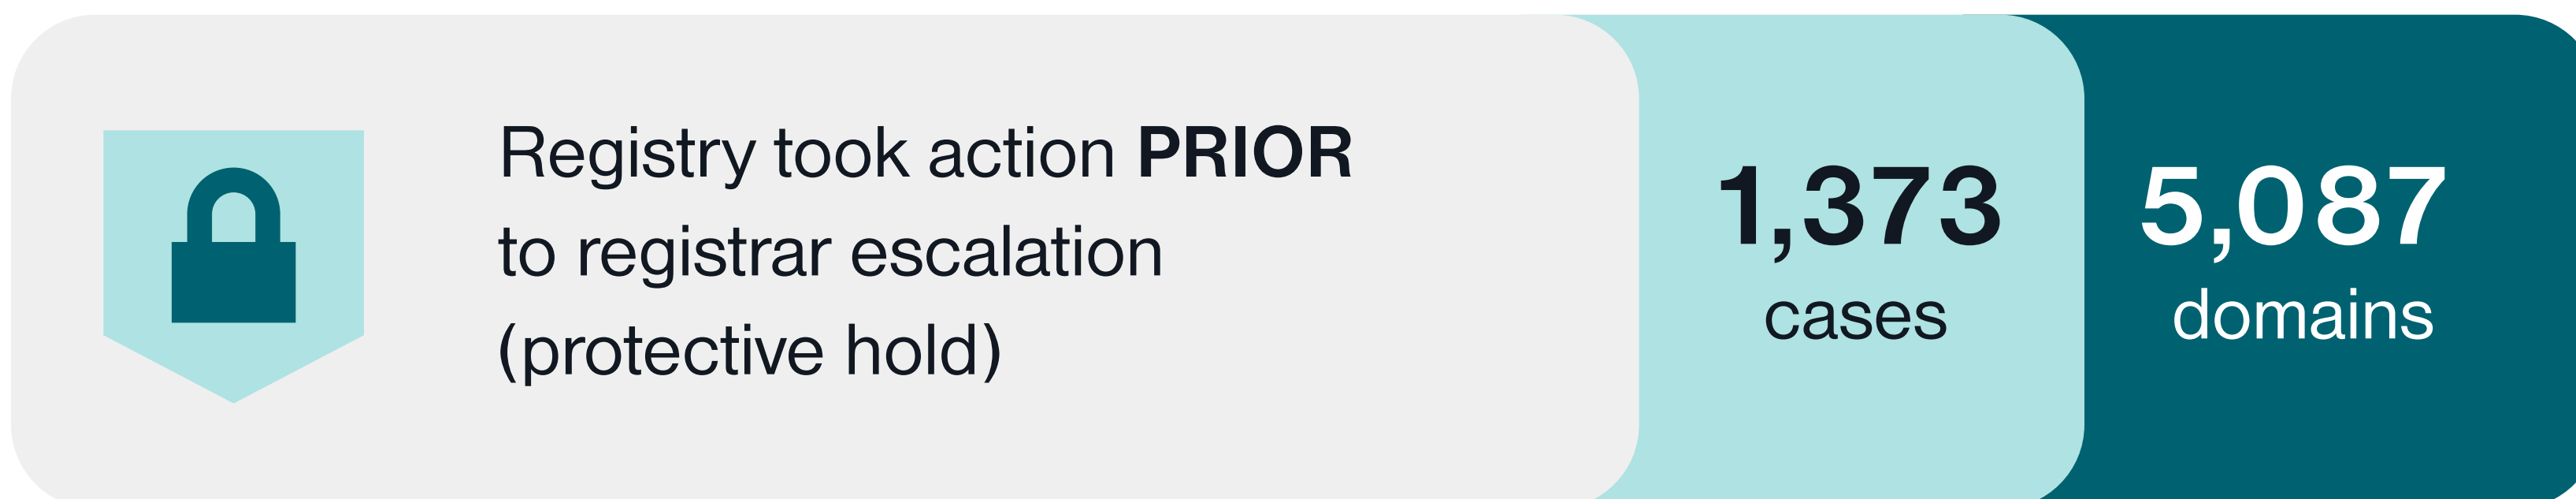 Registry took action PRIOR
to registrar escalation
(protective hold)
1,373
cases
5,087
domains